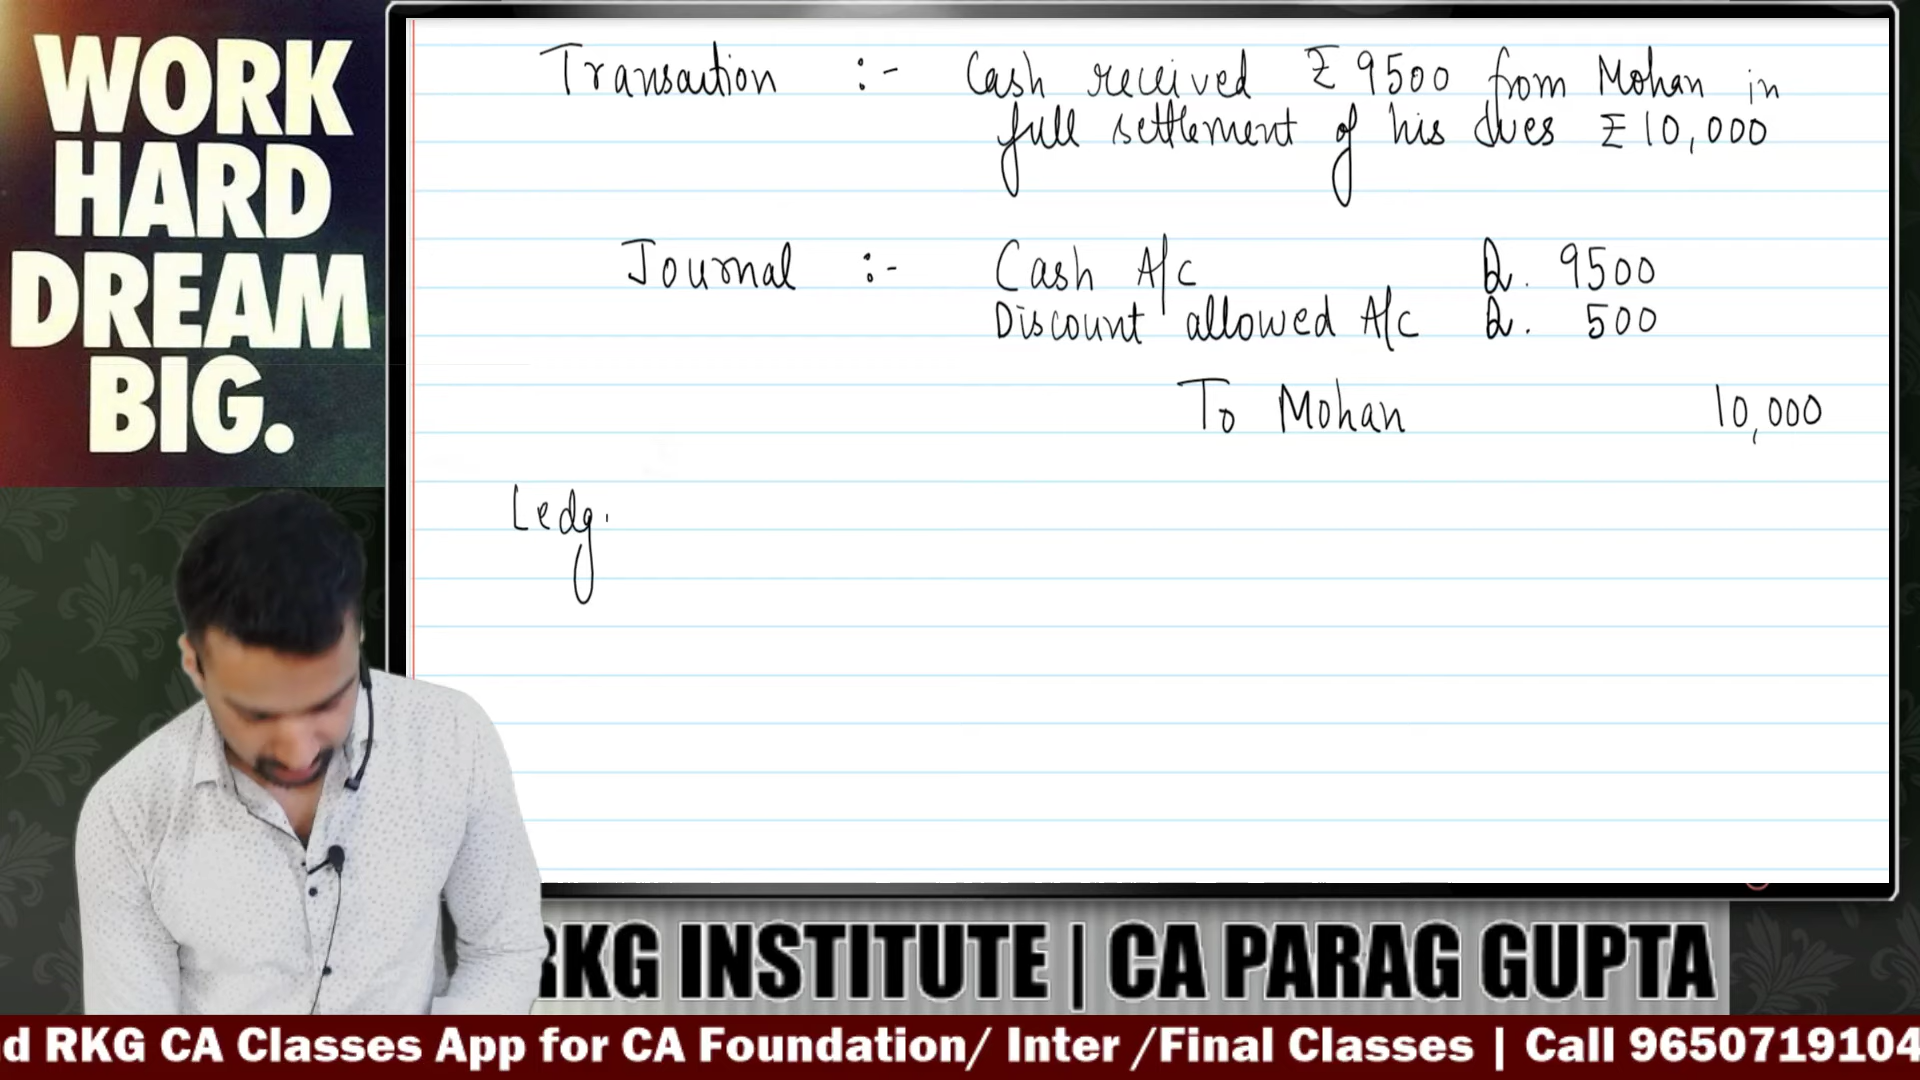 WORK
HARD
DREAM
BIG.
Transaction :- Cash received ₹ 9500 from Mohan in
full settlement of his dues ₹ 10,000
Journal :- Cash A/c Dr. 9500
Discount allowed A/c Dr. 500
To Mohan 10,000
Ledg.
RKG INSTITUTE | CA PARAG GUPTA
d RKG CA Classes App for CA Foundation/ Inter /Final Classes | Call 9650719104